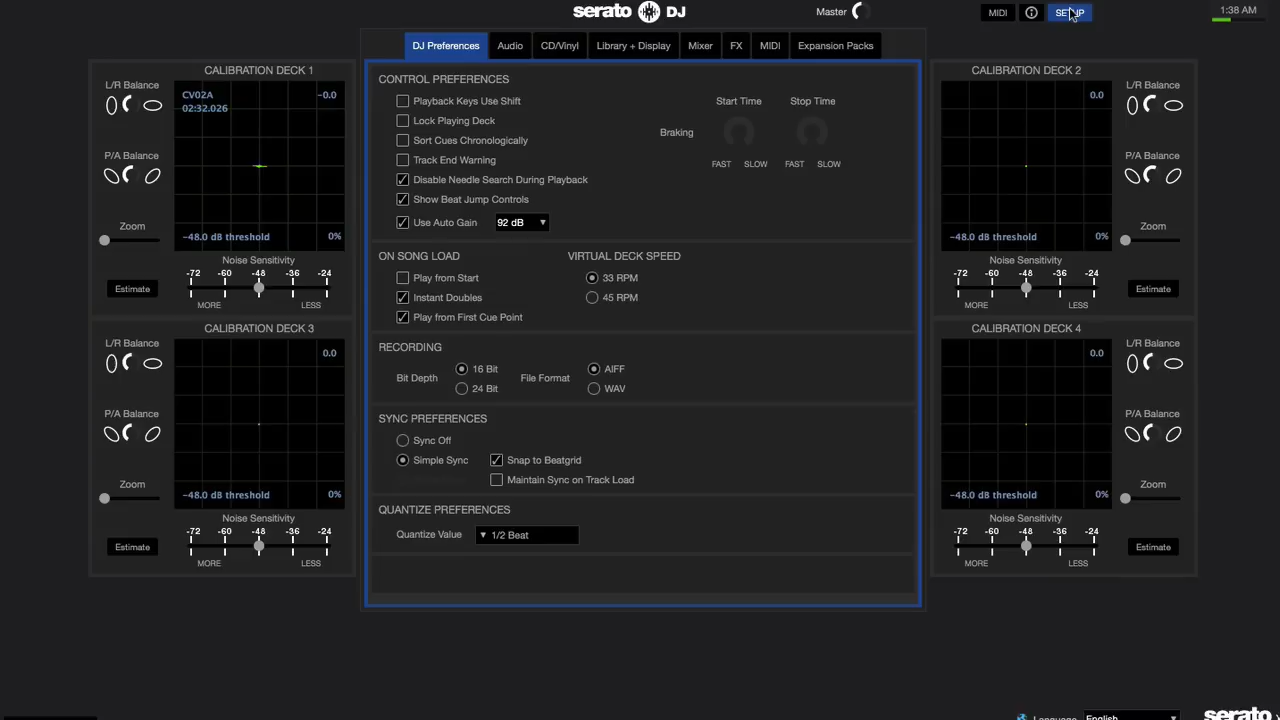 serato DJ
Master
MIDI
SETUP
1:38 AM
DJ Preferences
Audio
CD/Vinyl
Library + Display
Mixer
FX
MIDI
Expansion Packs
CALIBRATION DECK 1
L/R Balance
CV02A
-0.0
02:32.026
P/A Balance
Zoom
-48.0 dB threshold
0%
Noise Sensitivity
-72 -60 -48 -36 -24
Estimate
MORE
LESS
CALIBRATION DECK 3
L/R Balance
0.0
P/A Balance
Zoom
-48.0 dB threshold
0%
Noise Sensitivity
-72 -60 -48 -36 -24
Estimate
MORE
LESS
CONTROL PREFERENCES
Playback Keys Use Shift
Lock Playing Deck
Sort Cues Chronologically
Track End Warning
Disable Needle Search During Playback
Show Beat Jump Controls
Use Auto Gain
92 dB
Start Time
Stop Time
Braking
FAST SLOW
FAST SLOW
ON SONG LOAD
Play from Start
Instant Doubles
Play from First Cue Point
VIRTUAL DECK SPEED
33 RPM
45 RPM
RECORDING
Bit Depth
16 Bit
24 Bit
File Format
AIFF
WAV
SYNC PREFERENCES
Sync Off
Simple Sync
Snap to Beatgrid
Maintain Sync on Track Load
QUANTIZE PREFERENCES
Quantize Value
1/2 Beat
CALIBRATION DECK 2
0.0
L/R Balance
P/A Balance
Zoom
-48.0 dB threshold
0%
Noise Sensitivity
-72 -60 -48 -36 -24
Estimate
MORE
LESS
CALIBRATION DECK 4
0.0
L/R Balance
P/A Balance
Zoom
-48.0 dB threshold
0%
Noise Sensitivity
-72 -60 -48 -36 -24
Estimate
MORE
LESS
Language
English
serato